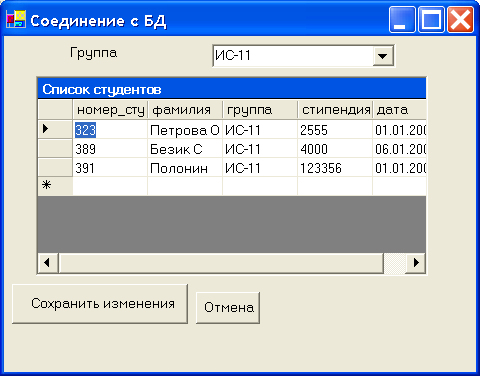 Соединение с БД
Группа ИС-11
Список студентов
номер_сту фамилия группа стипендия дата
323 Петрова О ИС-11 2555 01.01.200
389 Безик С ИС-11 4000 06.01.200
391 Полонин ИС-11 123356 01.01.200
*
Сохранить изменения Отмена